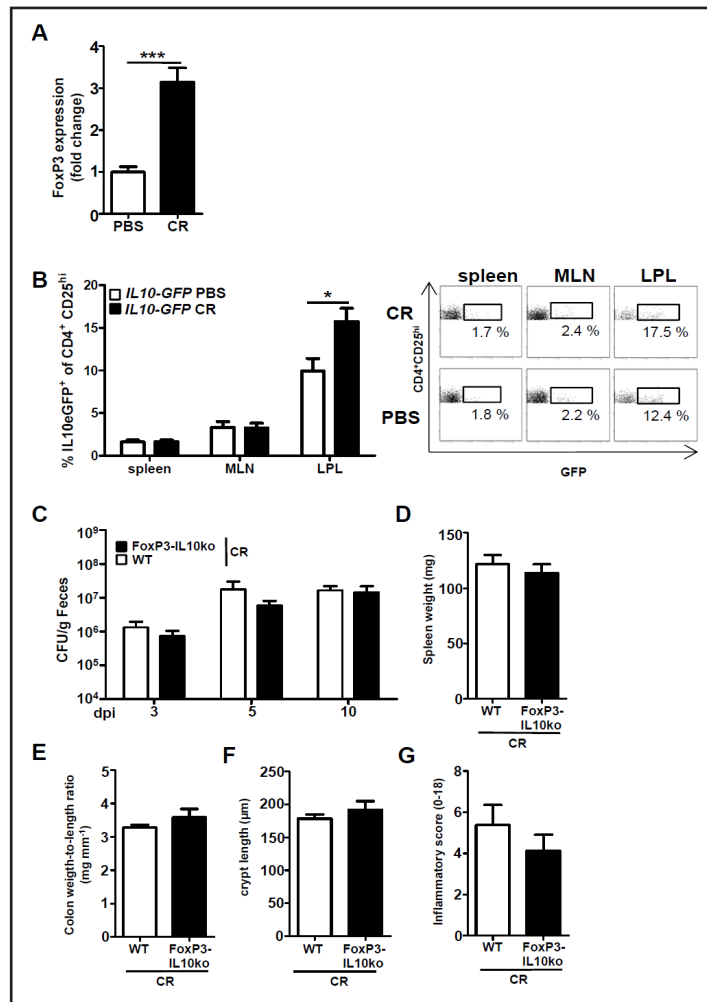 A
FoxP3 expression
(fold change)
4
3
2
1
0
***
PBS
CR
B
% IL10eGFP⁺ of CD4⁺ CD25ʰⁱ
20
15
10
5
0
IL10-GFP PBS
IL10-GFP CR
*
spleen
MLN
LPL
spleen
MLN
LPL
CD4⁺CD25ʰⁱ
CR
1.7 %
2.4 %
17.5 %
PBS
1.8 %
2.2 %
12.4 %
GFP
C
CFU/g Feces
10⁹
10⁸
10⁷
10⁶
10⁵
10⁴
FoxP3-IL10ko
WT
CR
dpi
3
5
10
D
Spleen weight (mg)
150
100
50
0
WT
FoxP3-
IL10ko
CR
E
Colon weigth-to-length ratio
(mg mm⁻¹)
5
4
3
2
1
0
WT
FoxP3-
IL10ko
CR
F
crypt length (µm)
250
200
150
100
50
0
WT
FoxP3-
IL10ko
CR
G
Inflammatory score (0-18)
8
6
4
2
0
WT
FoxP3-
IL10ko
CR